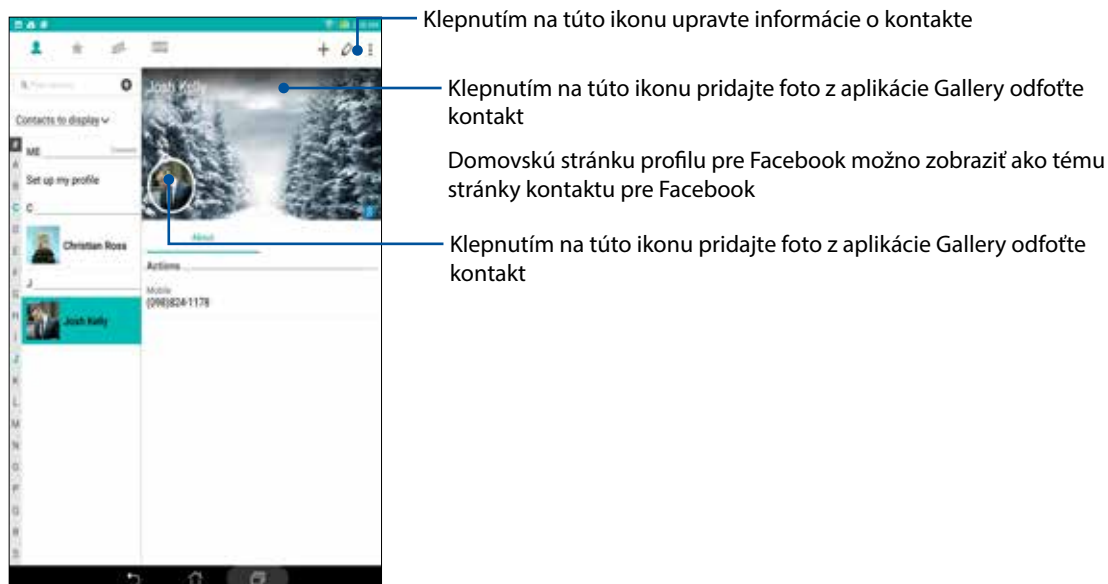 Klepnutím na túto ikonu upravte informácie o kontakte
Klepnutím na túto ikonu pridajte foto z aplikácie Gallery odfoťte
kontakt
Domovskú stránku profilu pre Facebook možno zobraziť ako tému
stránky kontaktu pre Facebook
Klepnutím na túto ikonu pridajte foto z aplikácie Gallery odfoťte
kontakt
Josh Kelly
Contacts to display
ME
Set up my profile
C
Christian Ross
J
Josh Kelly
About
Actions
Mobile
(098)824-1178
#
A
B
C
D
E
F
G
H
I
J
K
L
M
N
O
P
Q
R
S